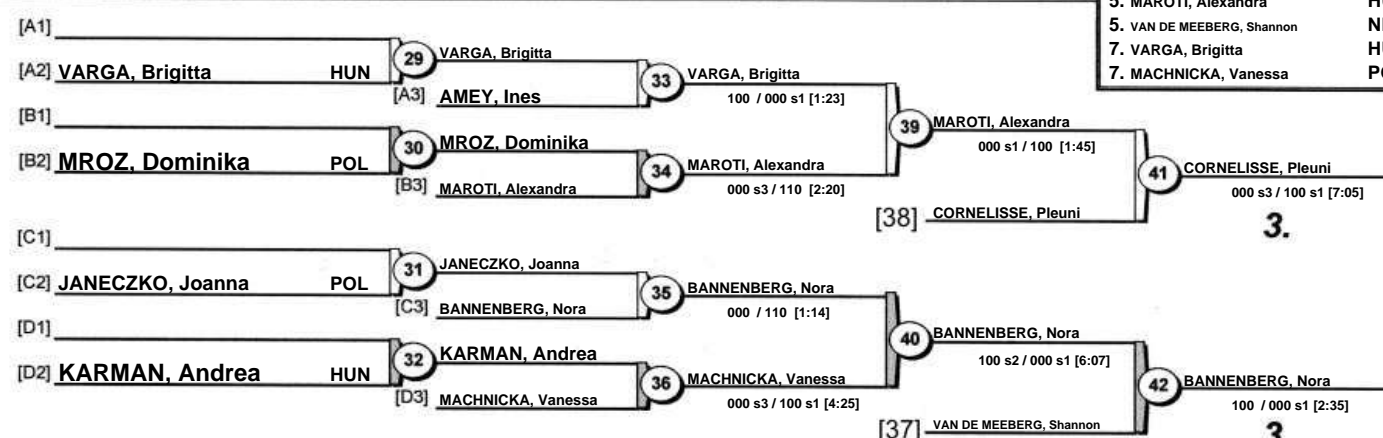 5. MAROTI, Alexandra
5. VAN DE MEEBERG, Shannon
7. VARGA, Brigitta
7. MACHNICKA, Vanessa
[A1]
[A2] VARGA, Brigitta HUN 29 VARGA, Brigitta
[A3] AMEY, Ines 33 VARGA, Brigitta
100 / 000 s1 [1:23]
[B1]
[B2] MROZ, Dominika POL 30 MROZ, Dominika
[B3] MAROTI, Alexandra 34 MAROTI, Alexandra
000 s3 / 110 [2:20]
39 MAROTI, Alexandra
000 s1 / 100 [1:45]
[38] CORNELISSE, Pleuni
41 CORNELISSE, Pleuni
000 s3 / 100 s1 [7:05]
3.
[C1]
[C2] JANECZKO, Joanna POL 31 JANECZKO, Joanna
[C3] BANNENBERG, Nora 35 BANNENBERG, Nora
000 / 110 [1:14]
[D1]
[D2] KARMAN, Andrea HUN 32 KARMAN, Andrea
[D3] MACHNICKA, Vanessa 36 MACHNICKA, Vanessa
000 s3 / 100 s1 [4:25]
40 BANNENBERG, Nora
100 s2 / 000 s1 [6:07]
[37] VAN DE MEEBERG, Shannon
42 BANNENBERG, Nora
100 / 000 s1 [2:35]
3